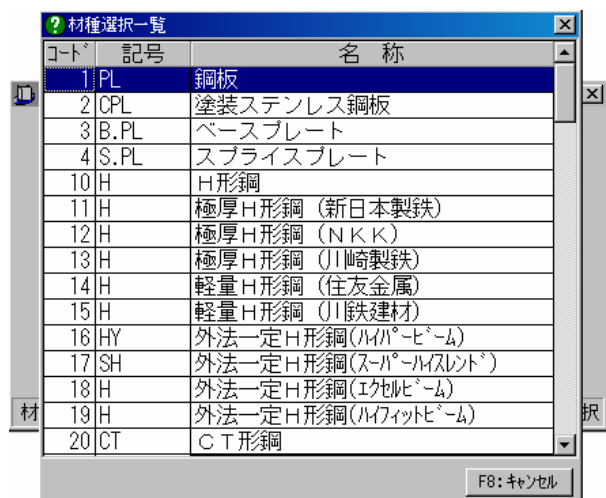 材種選択一覧
コード 記号 名 称
1 PL 鋼板
2 CPL 塗装ステンレス鋼板
3 B.PL ベースプレート
4 S.PL スプライスプレート
10 H H形鋼
11 H 極厚H形鋼（新日本製鉄）
12 H 極厚H形鋼（NKK）
13 H 極厚H形鋼（川崎製鉄）
14 H 軽量H形鋼（住友金属）
15 H 軽量H形鋼（川鉄建材）
16 HY 外法一定H形鋼(ﾊｲﾊﾟｰﾋﾞｰﾑ)
17 SH 外法一定H形鋼(ｽｰﾊﾟｰﾊｲｽﾚﾝﾄﾞ)
18 H 外法一定H形鋼(ｴｸｾﾙﾋﾞｰﾑ)
19 H 外法一定H形鋼(ﾊｲﾌｨｯﾄﾋﾞｰﾑ)
材 択
20 CT CT形鋼
F8:ｷｬﾝｾﾙ